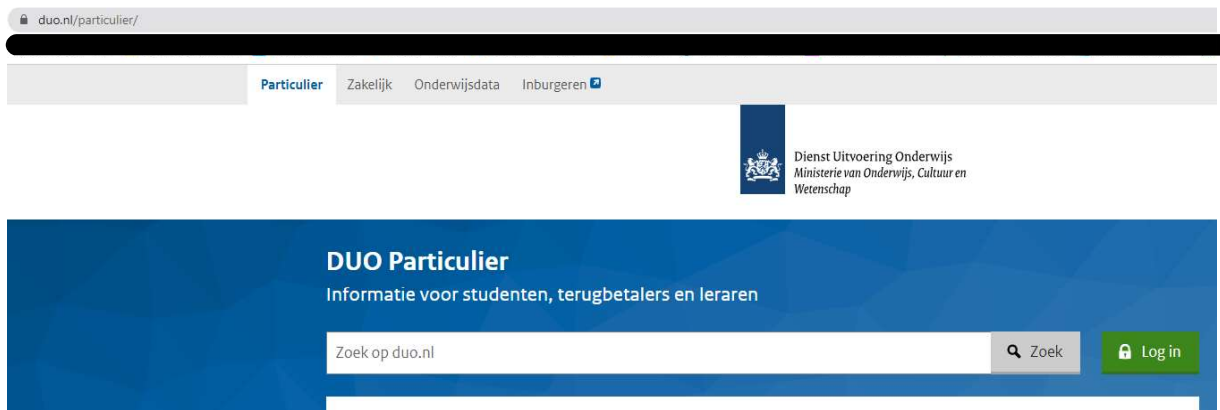 duo.nl/particulier/
Particulier Zakelijk Onderwijsdata Inburgeren
Dienst Uitvoering Onderwijs
Ministerie van Onderwijs, Cultuur en
Wetenschap
DUO Particulier
Informatie voor studenten, terugbetalers en leraren
Zoek op duo.nl Zoek Log in